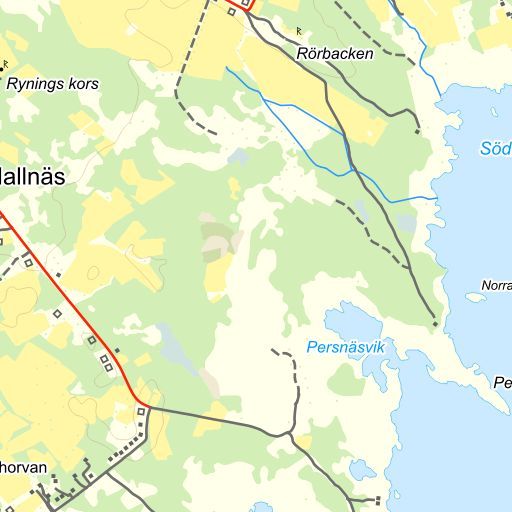 Rörbacken
Rynings kors
Söd
Hallnäs
Norra
Persnäsvik
Pe
horvan